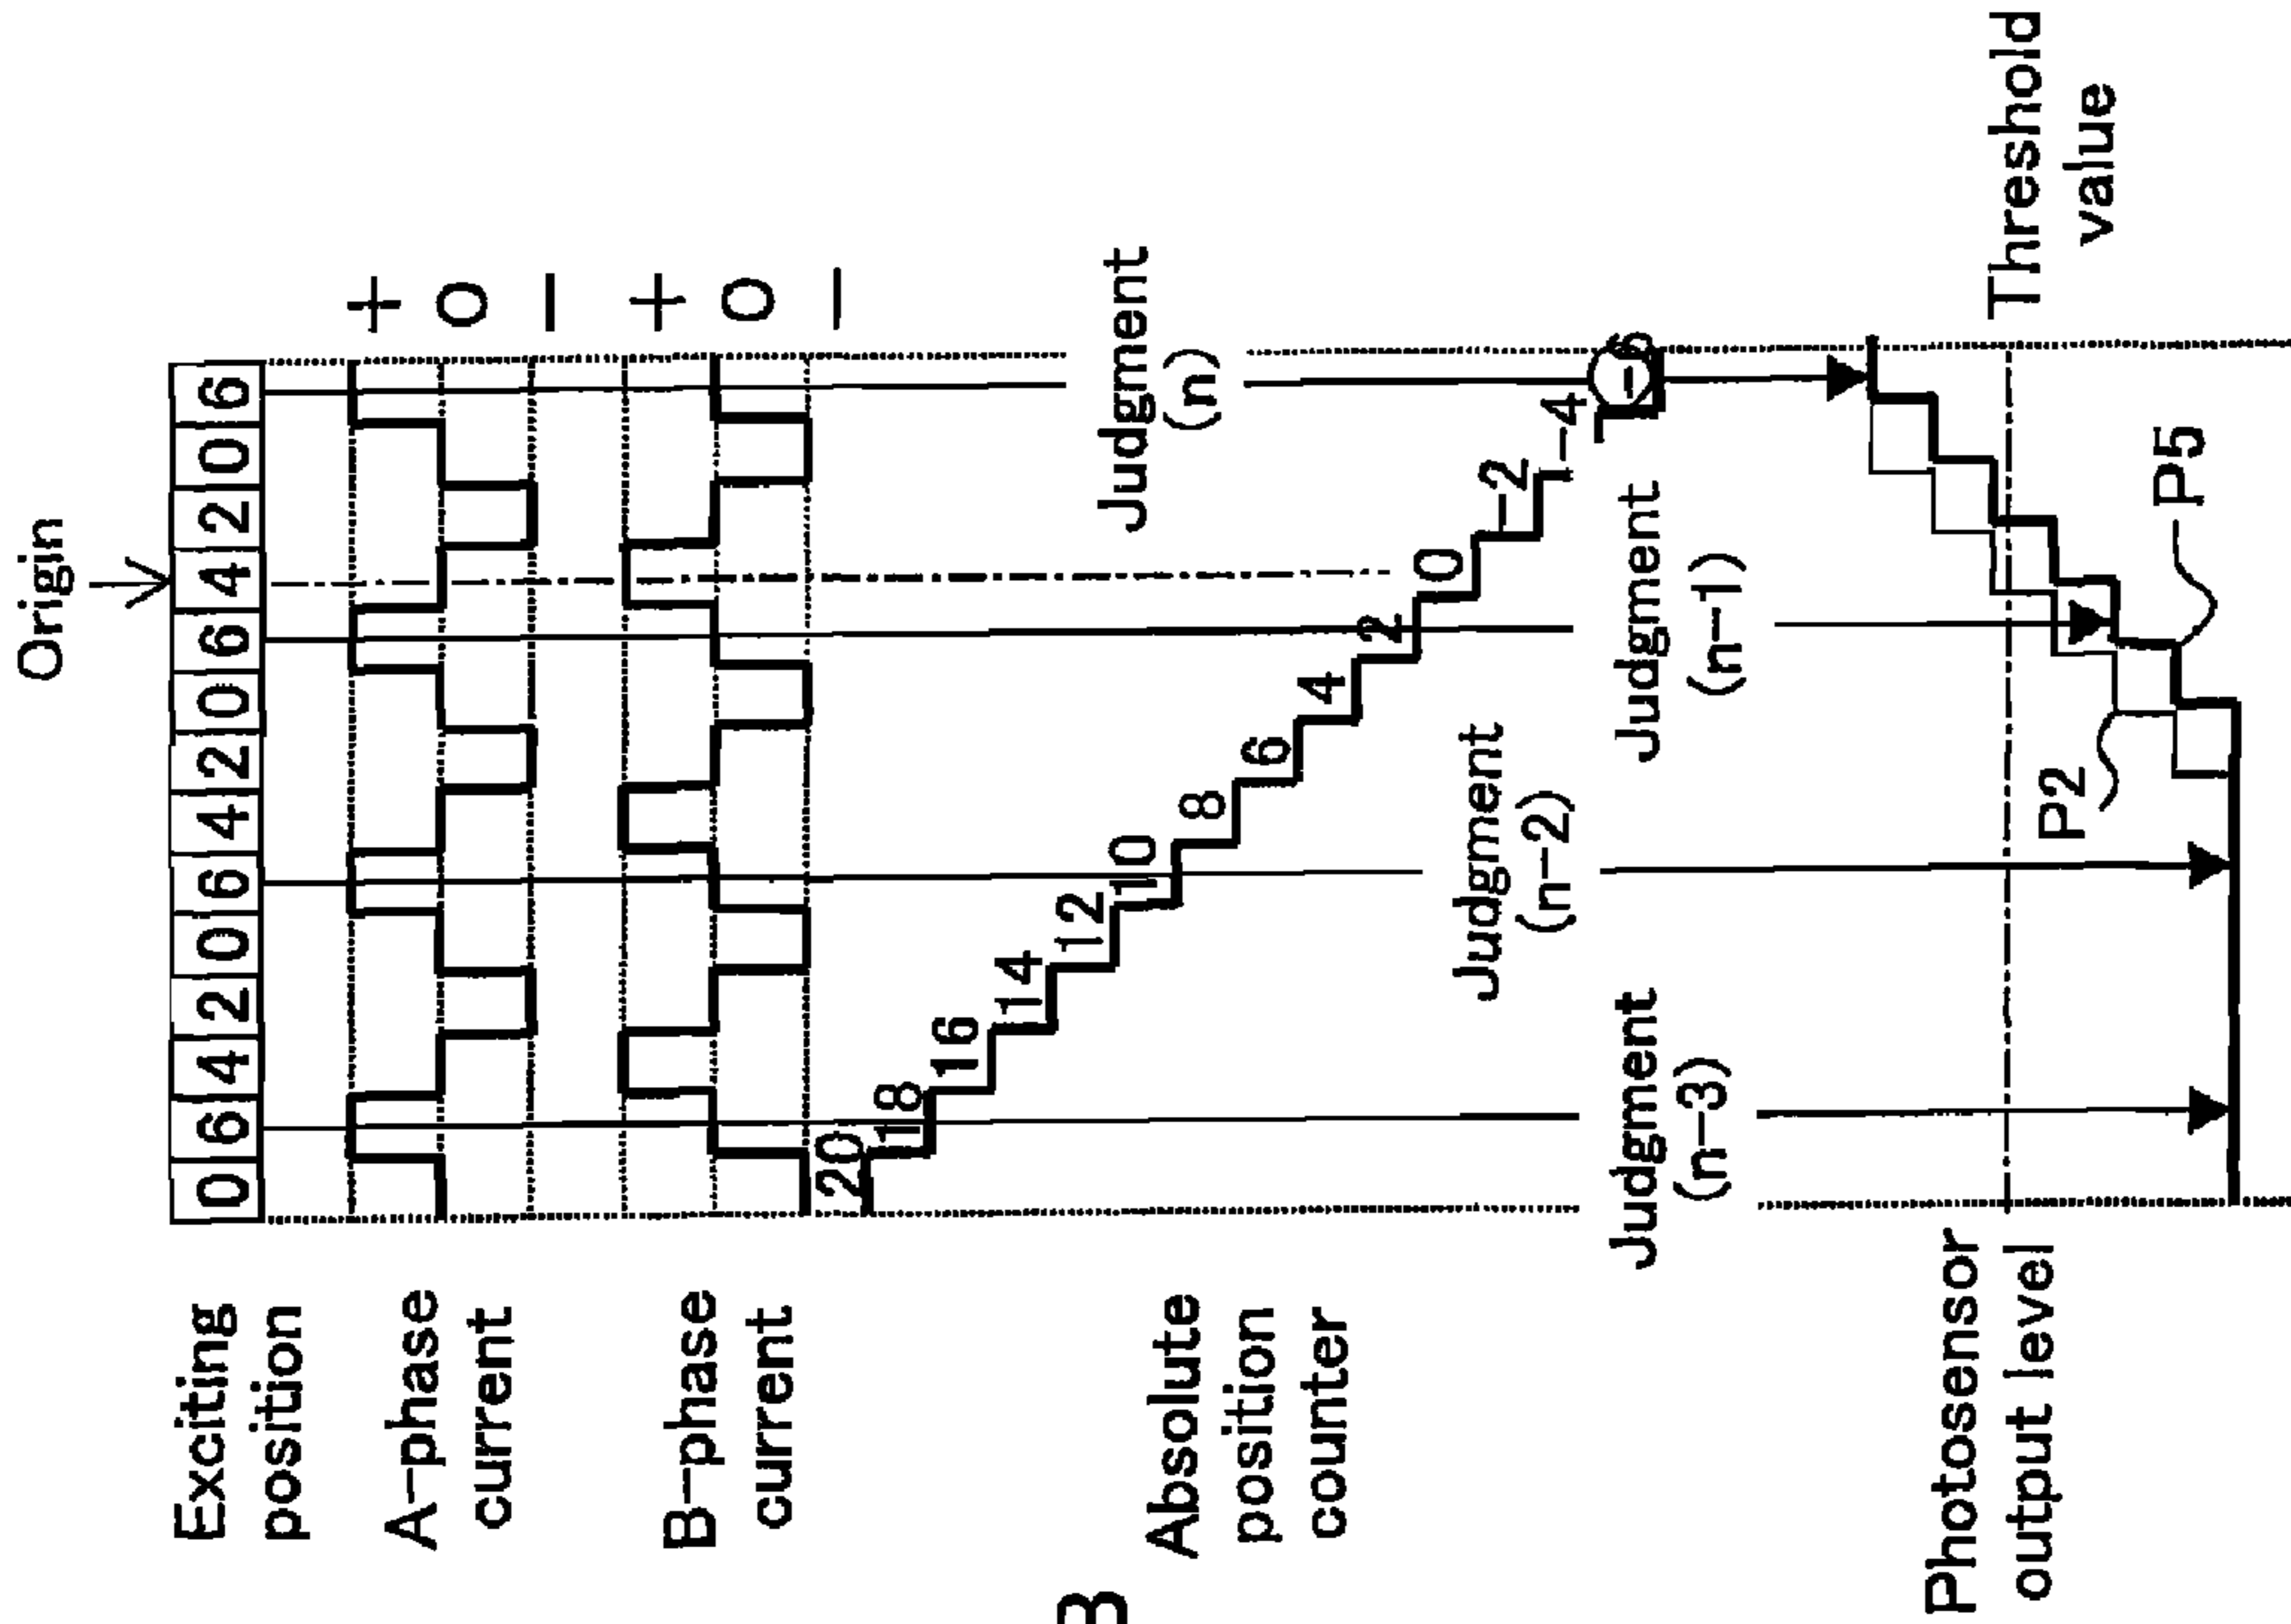 Origin
Exciting
position
0 6 4 2 0 6 4 2 0 6 4 2 0 6
A-phase
current
+
0
−
B-phase
current
+
0
−
Absolute
position
counter
20
18
16
14
12
10
8
6
4
2
0
−2
−4
−6
Judgment
(n)
Judgment
(n−1)
Judgment
(n−2)
Judgment
(n−3)
Photosensor
output level
Threshold
value
P2
P5
B